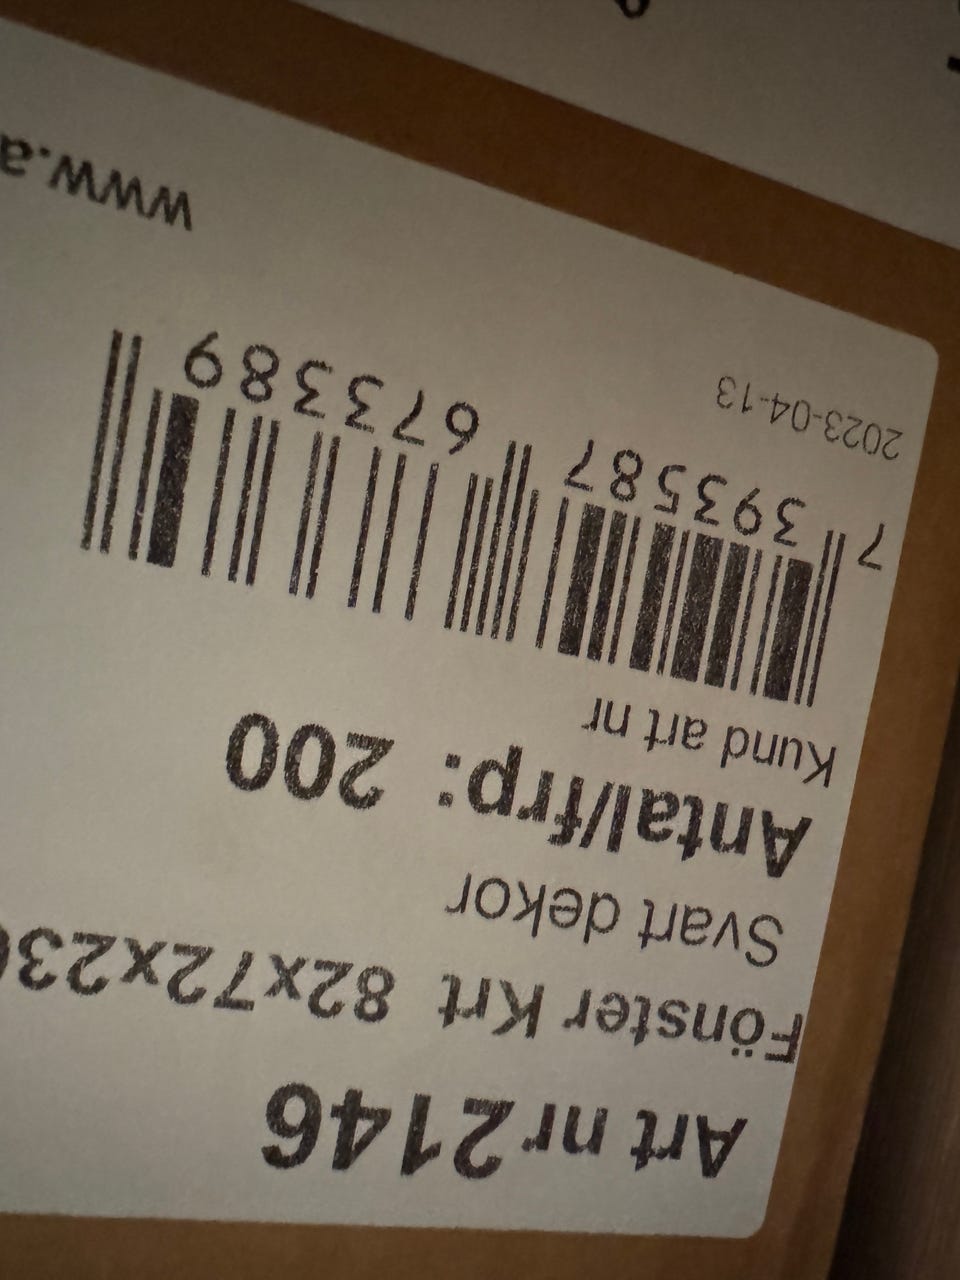 Art nr 2146
Fönster Krt 82x72x23
Svart dekor
Antal/frp: 200
Kund art nr
7 393587 673389
2023-04-13
www.a